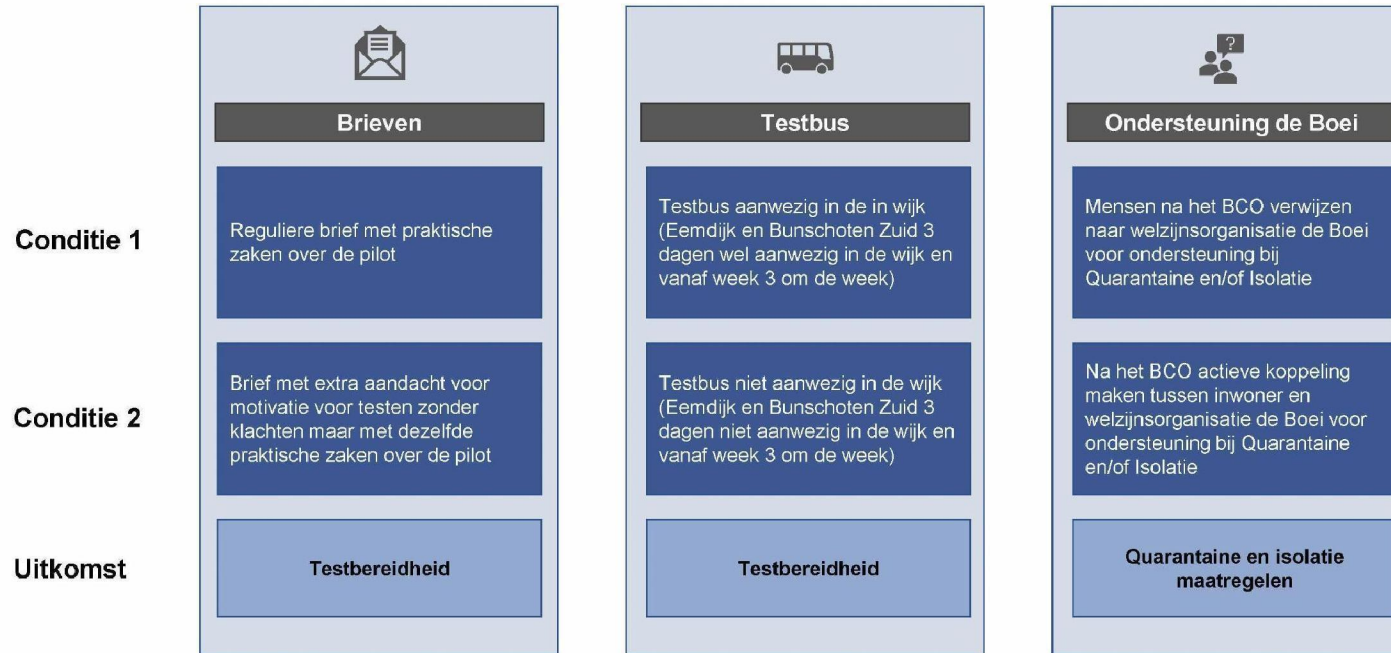 ?
Brieven
Testbus
Ondersteuning de Boei
Conditie 1
Reguliere brief met praktische
zaken over de pilot
Testbus aanwezig in de in wijk
(Eemdijk en Bunschoten Zuid 3
dagen wel aanwezig in de wijk en
vanaf week 3 om de week)
Mensen na het BCO verwijzen
naar welzijnsorganisatie de Boei
voor ondersteuning bij
Quarantaine en/of Isolatie
Conditie 2
Brief met extra aandacht voor
motivatie voor testen zonder
klachten maar met dezelfde
praktische zaken over de pilot
Testbus niet aanwezig in de wijk
(Eemdijk en Bunschoten Zuid 3
dagen niet aanwezig in de wijk en
vanaf week 3 om de week)
Na het BCO actieve koppeling
maken tussen inwoner en
welzijnsorganisatie de Boei voor
ondersteuning bij Quarantaine
en/of Isolatie
Uitkomst
Testbereidheid
Testbereidheid
Quarantaine en isolatie
maatregelen